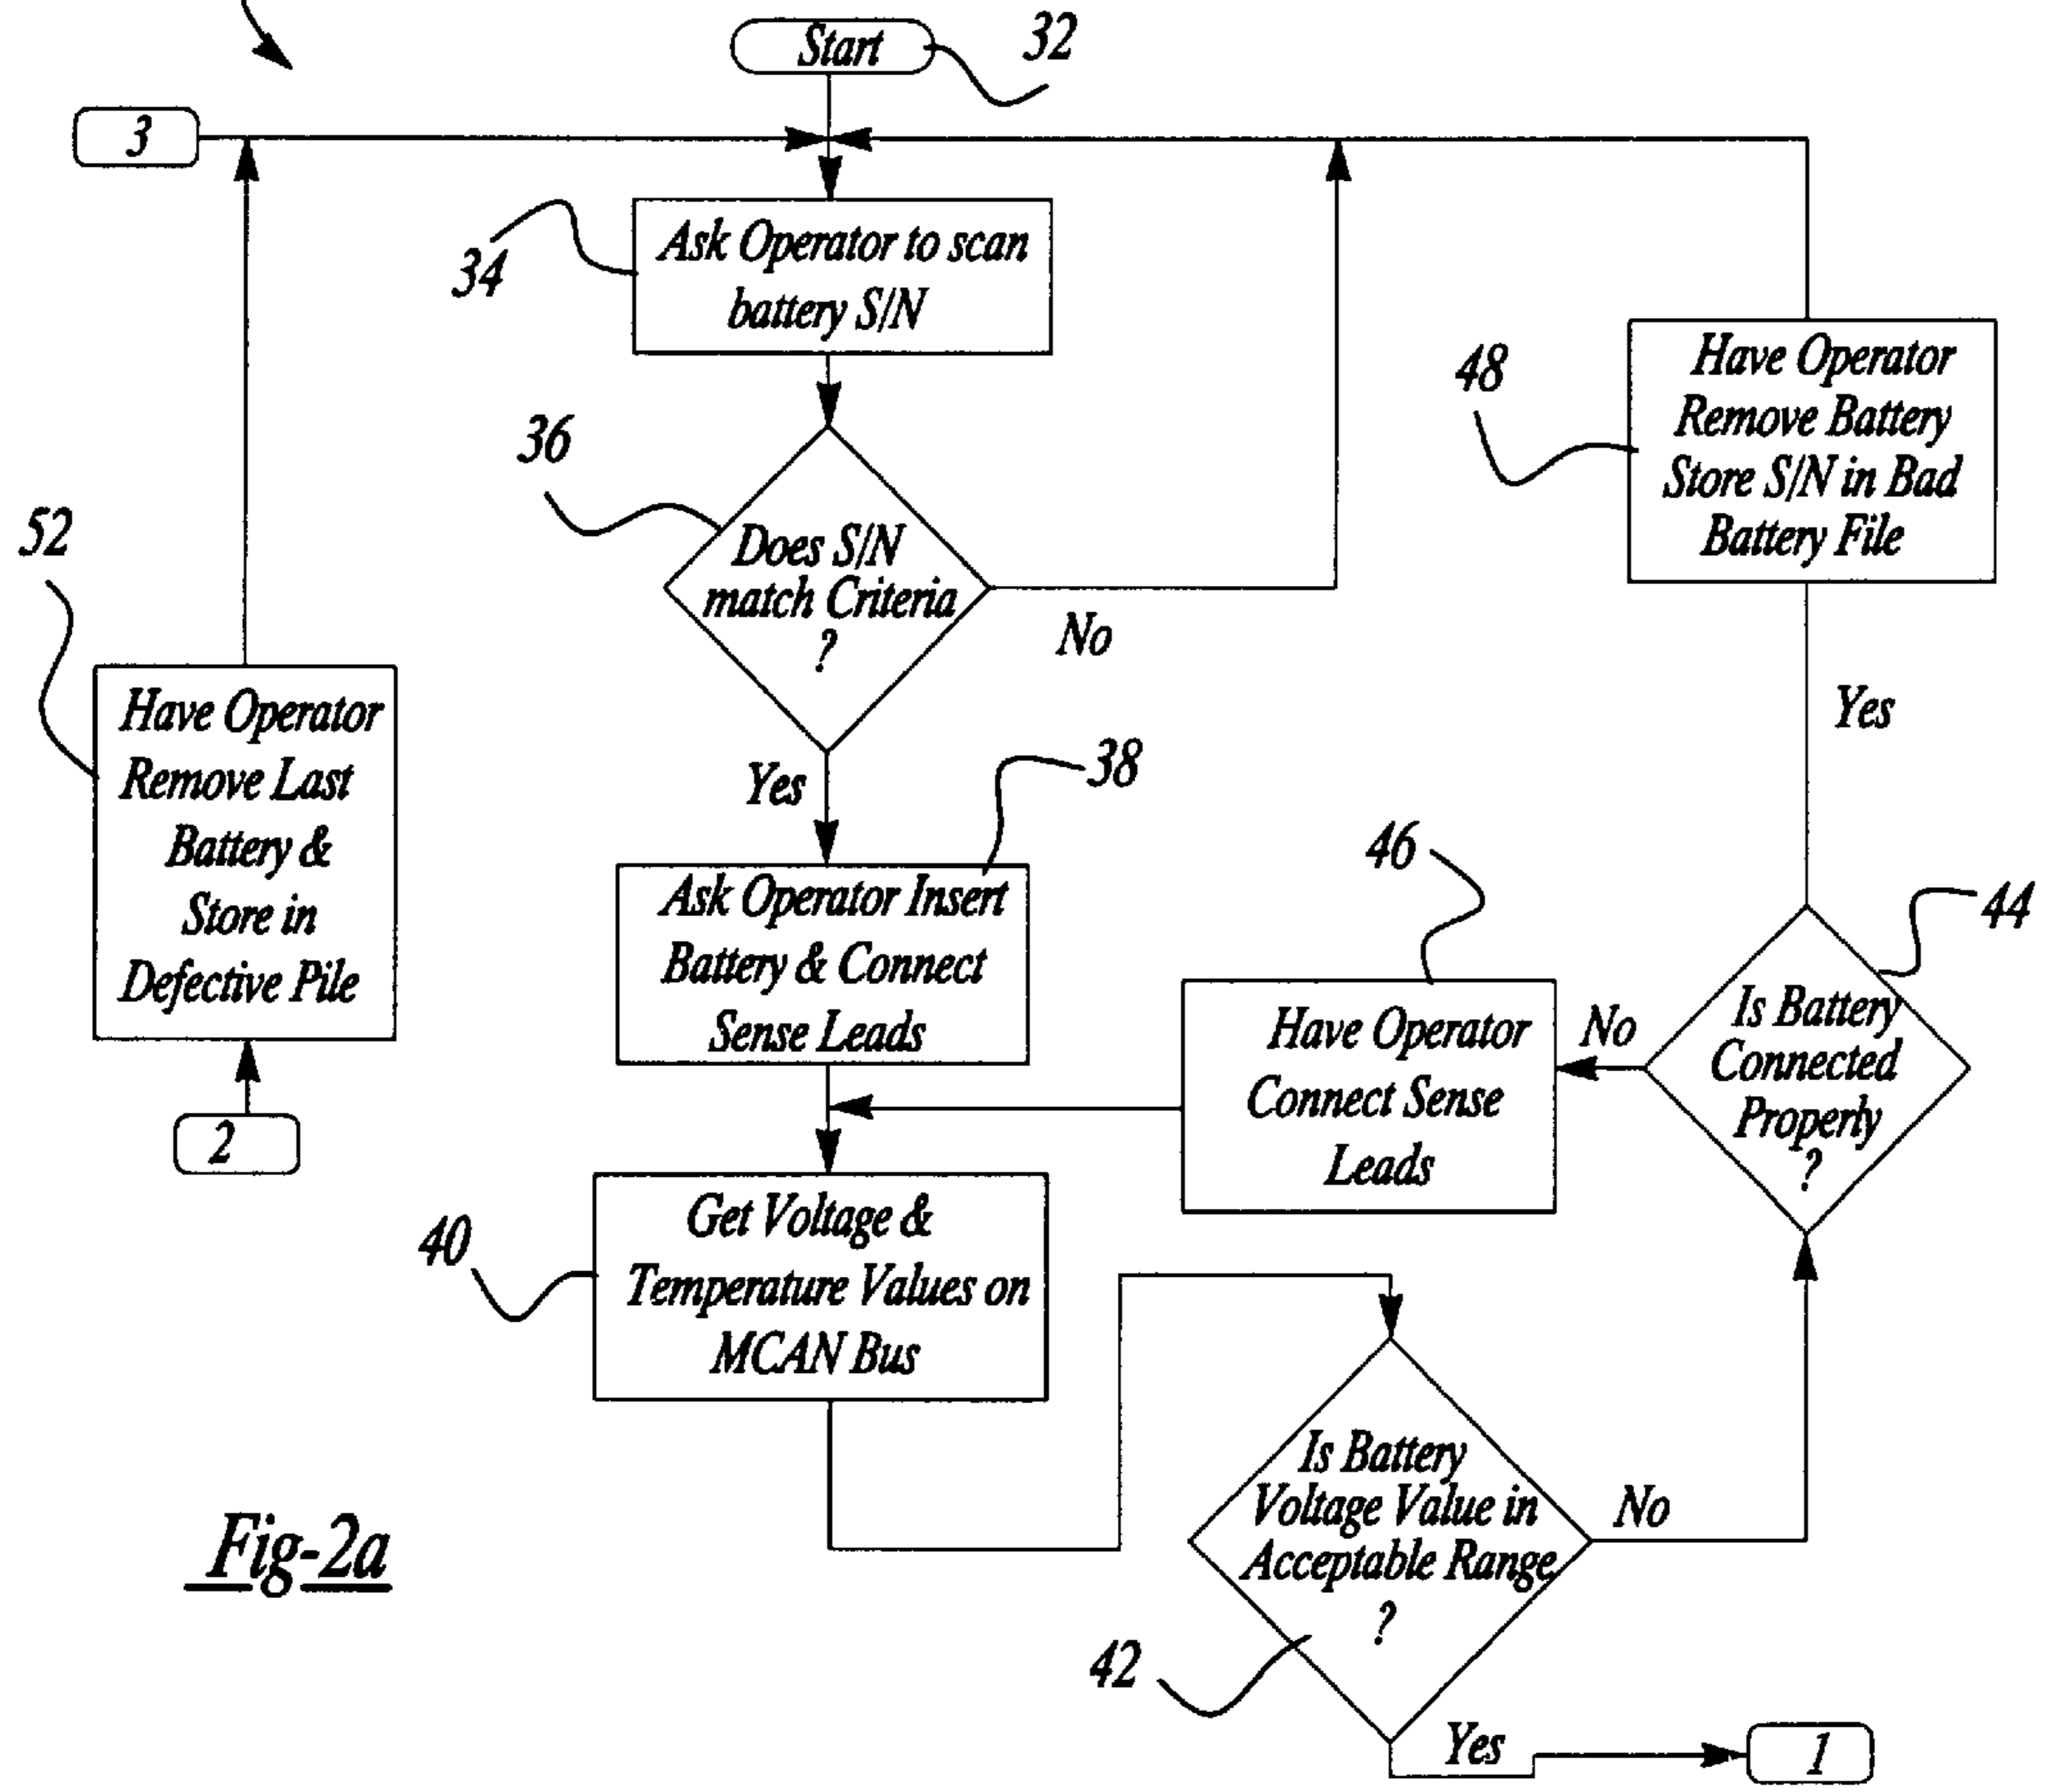 Start
32
3
34
Ask Operator to scan
battery S/N
36
Does S/N
match Criteria
?
No
Yes
48
Have Operator
Remove Battery
Store S/N in Bad
Battery File
Yes
52
Have Operator
Remove Last
Battery &
Store in
Defective Pile
2
38
Ask Operator Insert
Battery & Connect
Sense Leads
46
Have Operator
Connect Sense
Leads
No
44
Is Battery
Connected
Properly
?
40
Get Voltage &
Temperature Values on
MCAN Bus
Is Battery
Voltage Value in
Acceptable Range
?
No
42
Yes
1
Fig-2a